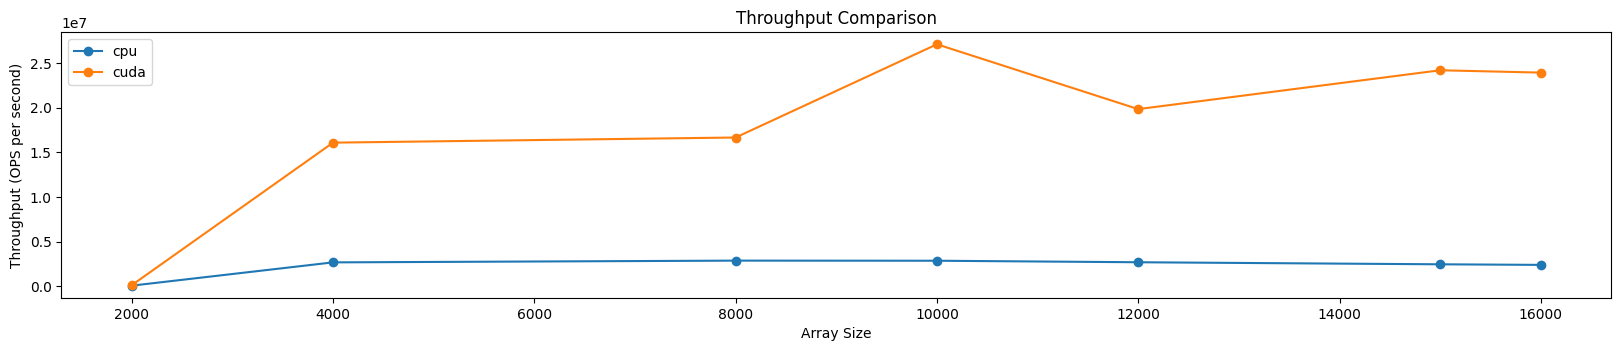 Throughput Comparison
1e7
cpu
cuda
Throughput (OPS per second)
2.5
2.0
1.5
1.0
0.5
0.0
2000 4000 6000 8000 10000 12000 14000 16000
Array Size